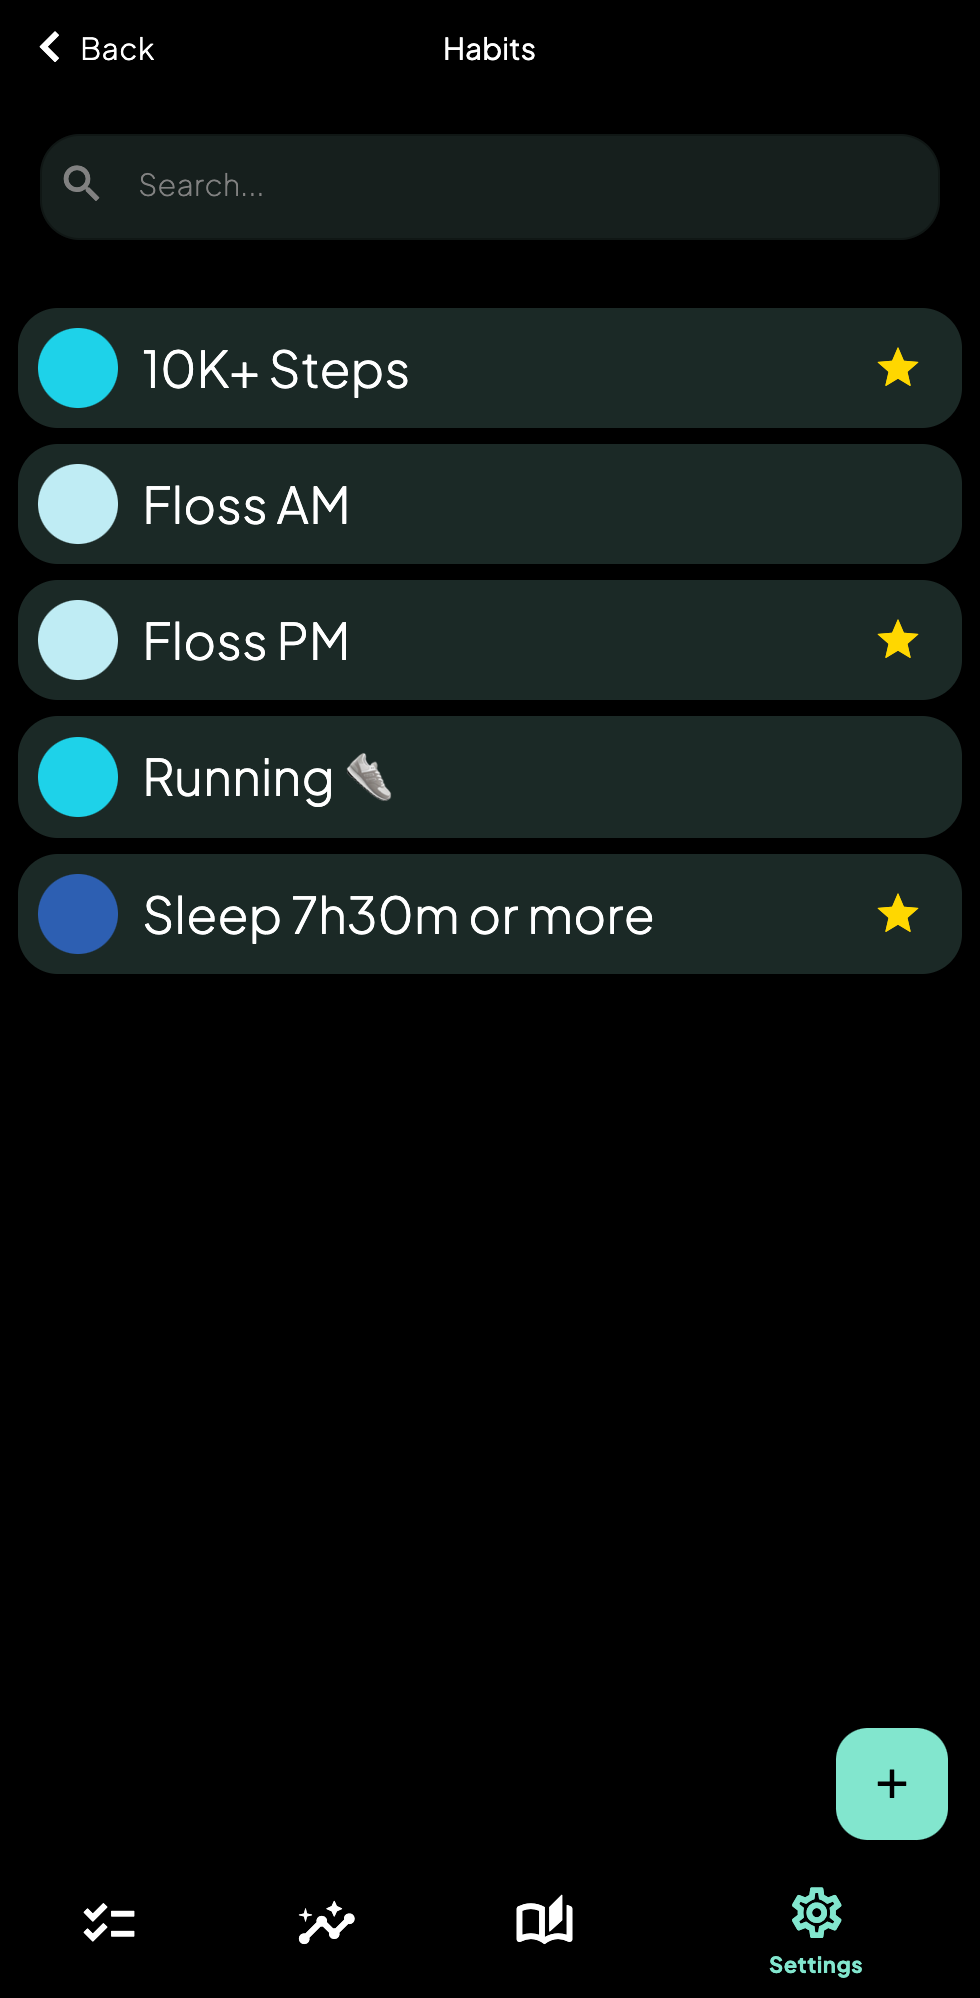 Back
Habits
Search...
10K+ Steps
Floss AM
Floss PM
Running 👟
Sleep 7h30m or more
+
Settings